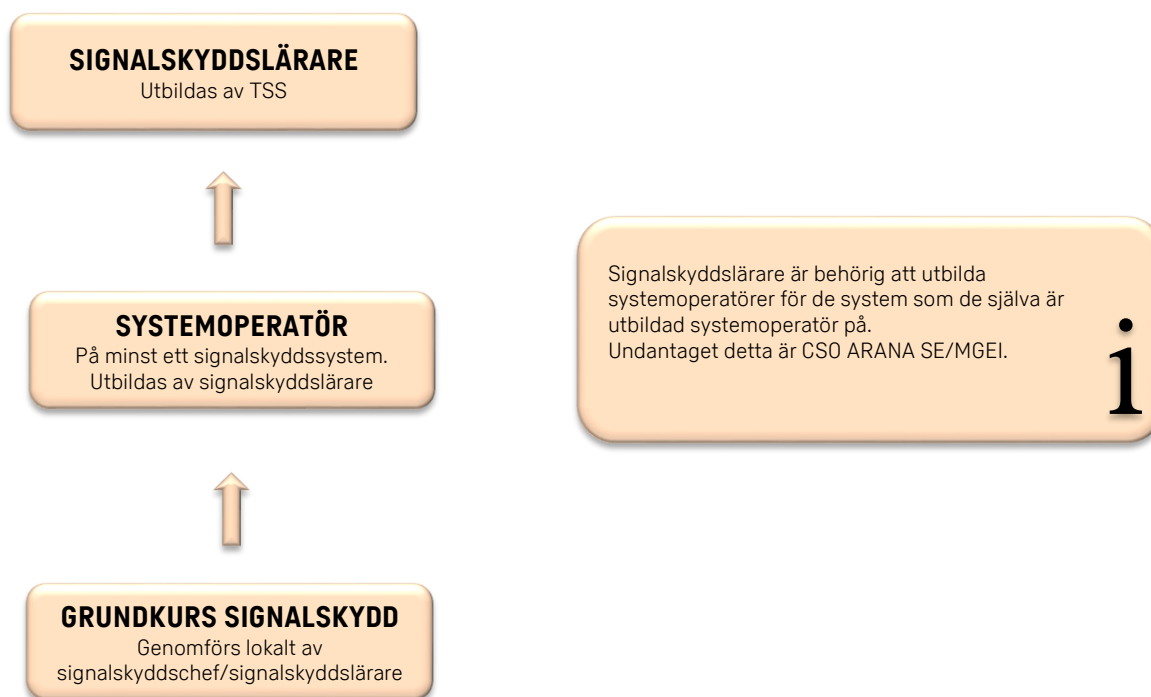 SIGNALSKYDDSLÄRARE
Utbildas av TSS
SYSTEMOPERATÖR
På minst ett signalskyddssystem.
Utbildas av signalskyddslärare
GRUNDKURS SIGNALSKYDD
Genomförs lokalt av
signalskyddschef/signalskyddslärare
Signalskyddslärare är behörig att utbilda
systemoperatörer för de system som de själva är
utbildad systemoperatör på.
Undantaget detta är CSO ARANA SE/MGEI.
i